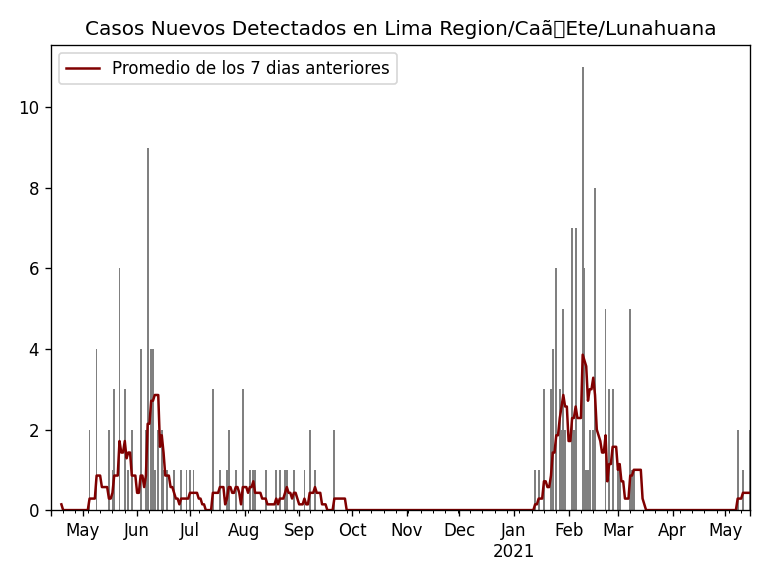 Casos Nuevos Detectados en Lima Region/Caã▯Ete/Lunahuana
Promedio de los 7 dias anteriores
10
8
6
4
2
0
May Jun Jul Aug Sep Oct Nov Dec Jan Feb Mar Apr May
2021